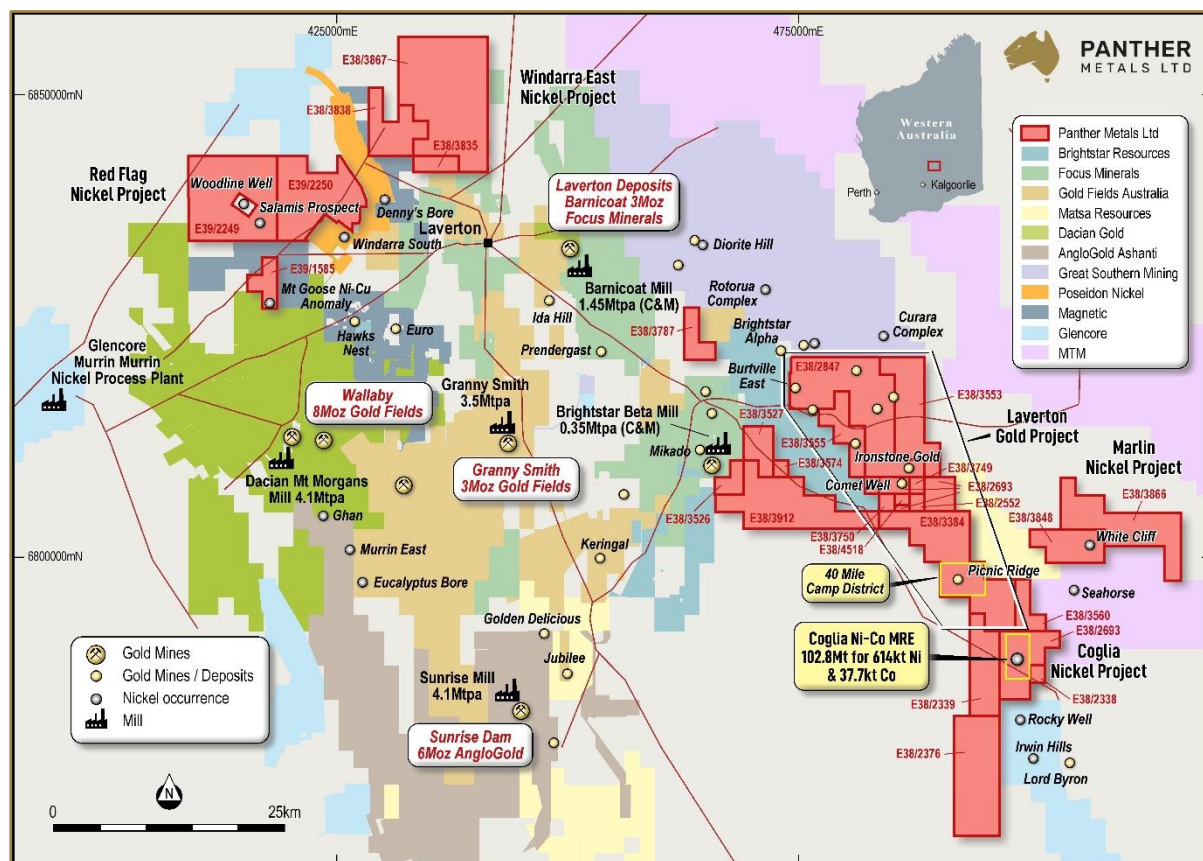 425000mE
475000mE
PANTHER
METALS LTD
6850000mN
6800000mN
E38/3867
Windarra East
Nickel Project
E38/3838
E38/3835
Red Flag
Nickel Project
Woodline Well
E39/2250
Salamis Prospect
E39/2249
Denny's Bore
Laverton
Windarra South
E39/1585
Mt Goose Ni-Cu
Anomaly
Laverton Deposits
Barnicoat 3Moz
Focus Minerals
Barnicoat Mill
1.45Mtpa (C&M)
Diorite Hill
Rotorua
Complex
Curara
Complex
Western
Australia
Perth
Kalgoorlie
Panther Metals Ltd
Brightstar Resources
Focus Minerals
Gold Fields Australia
Matsa Resources
Dacian Gold
AngloGold Ashanti
Great Southern Mining
Poseidon Nickel
Magnetic
Glencore
MTM
Hawks
Nest
Euro
Ida Hill
Prendergast
E38/3787
Brightstar
Alpha
Burtville
East
E38/2847
E38/3553
Laverton
Gold Project
Glencore
Murrin Murrin
Nickel Process Plant
Wallaby
8Moz Gold Fields
Granny Smith
3.5Mtpa
Granny Smith
3Moz Gold Fields
Brightstar Beta Mill
0.35Mtpa (C&M)
Mikado
E38/3527
E38/3555
E38/3574
Ironstone Gold
Comet Well
E38/3749
E38/2693
E38/2552
Marlin
Nickel Project
E38/3866
E38/3848
White Cliff
Dacian Mt Morgans
Mill 4.1Mtpa
Ghan
Murrin East
Eucalyptus Bore
E38/3526
E38/3912
E38/3750
E38/4518
E38/3384
Keringal
40 Mile
Camp District
Picnic Ridge
Seahorse
E38/3560
E38/2693
Coglia
Nickel Project
Coglia Ni-Co MRE
102.8Mt for 614kt Ni
& 37.7kt Co
E38/2338
E38/2339
E38/2376
Rocky Well
Irwin Hills
Lord Byron
Golden Delicious
Jubilee
Sunrise Mill
4.1Mtpa
Sunrise Dam
6Moz AngloGold
Gold Mines
Gold Mines / Deposits
Nickel occurrence
Mill
N
0
25km